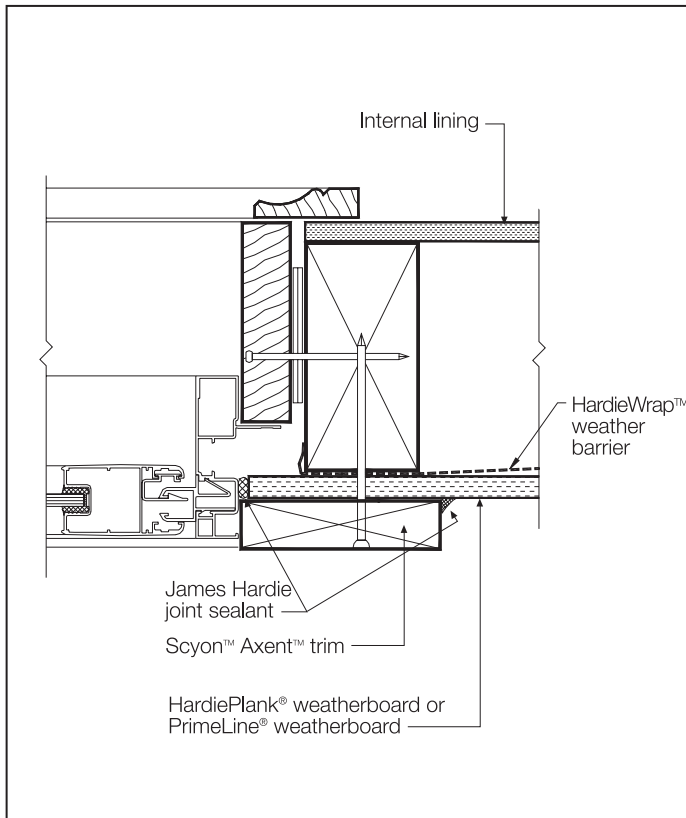 Internal lining
HardieWrap™
weather
barrier
James Hardie
joint sealant
Scyon™ Axent™ trim
HardiePlank® weatherboard or
PrimeLine® weatherboard